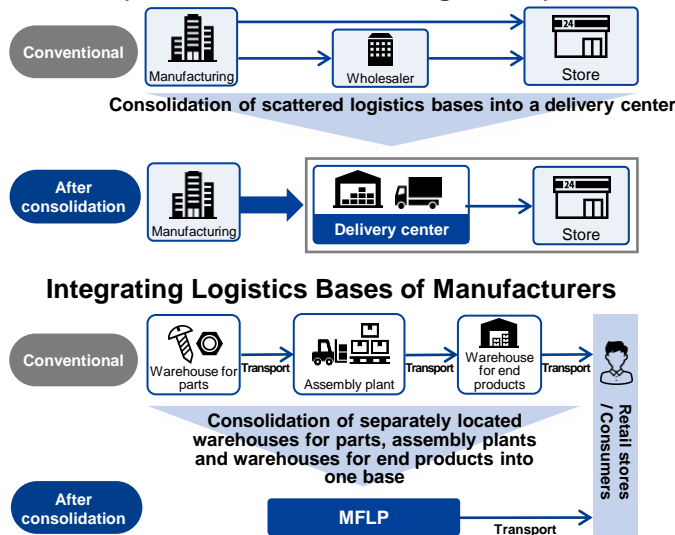 Conventional
24
Manufacturing
Wholesaler
Store
Consolidation of scattered logistics bases into a delivery center
After
consolidation
24
Manufacturing
Delivery center
Store
Integrating Logistics Bases of Manufacturers
Conventional
Warehouse for
parts
Transport
Assembly plant
Transport
Warehouse
for end
products
Transport
Retail stores
/ Consumers
Consolidation of separately located
warehouses for parts, assembly plants
and warehouses for end products into
one base
After
consolidation
MFLP
Transport